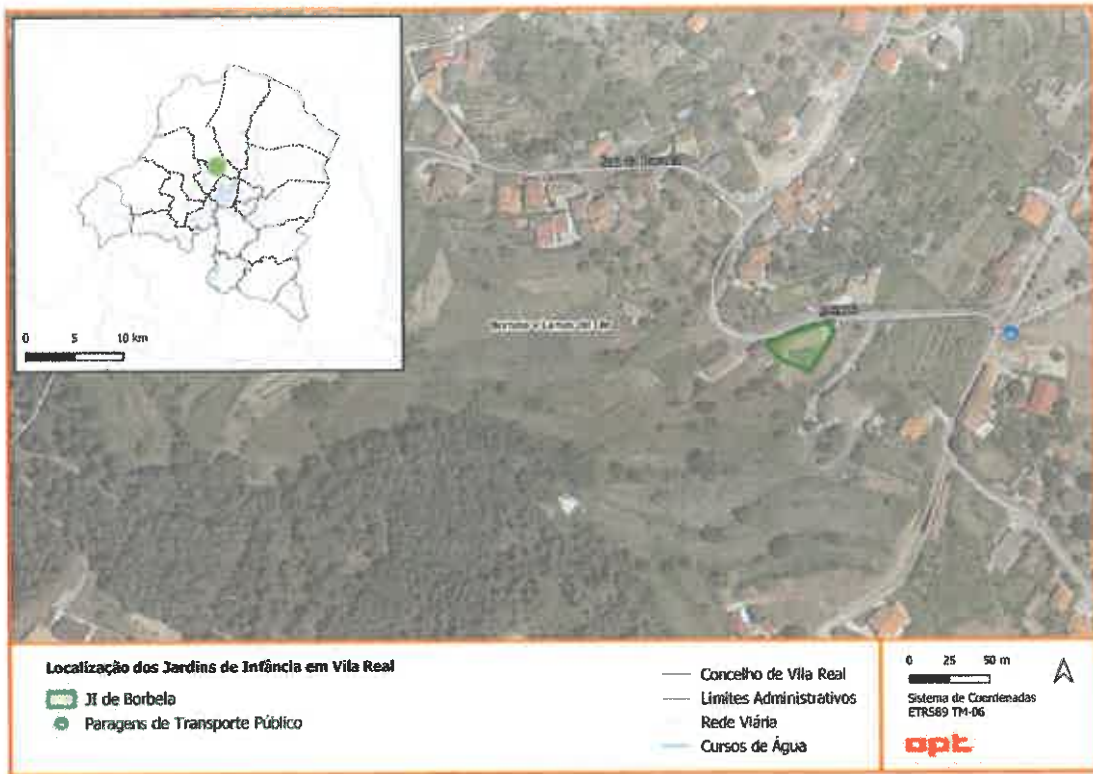 0 5 10 km
Localização dos Jardins de Infância em Vila Real
JI de Borbela
Paragens de Transporte Público
Concelho de Vila Real
Limites Administrativos
Rede Viária
Cursos de Água
0 25 50 m
Sistema de Coordenadas
ETRS89 TM-06
opt